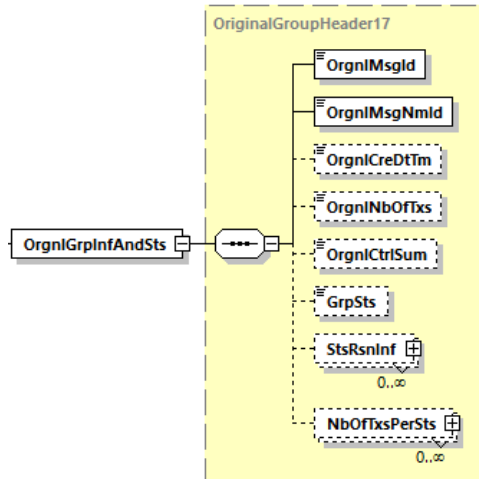 OriginalGroupHeader17
OrgnlMsgId
OrgnlMsgNmId
OrgnlCreDtTm
OrgnlNbOfTxs
OrgnlGrpInfAndSts
OrgnlCtrlSum
GrpSts
StsRsnInf
0..∞
NbOfTxsPerSts
0..∞